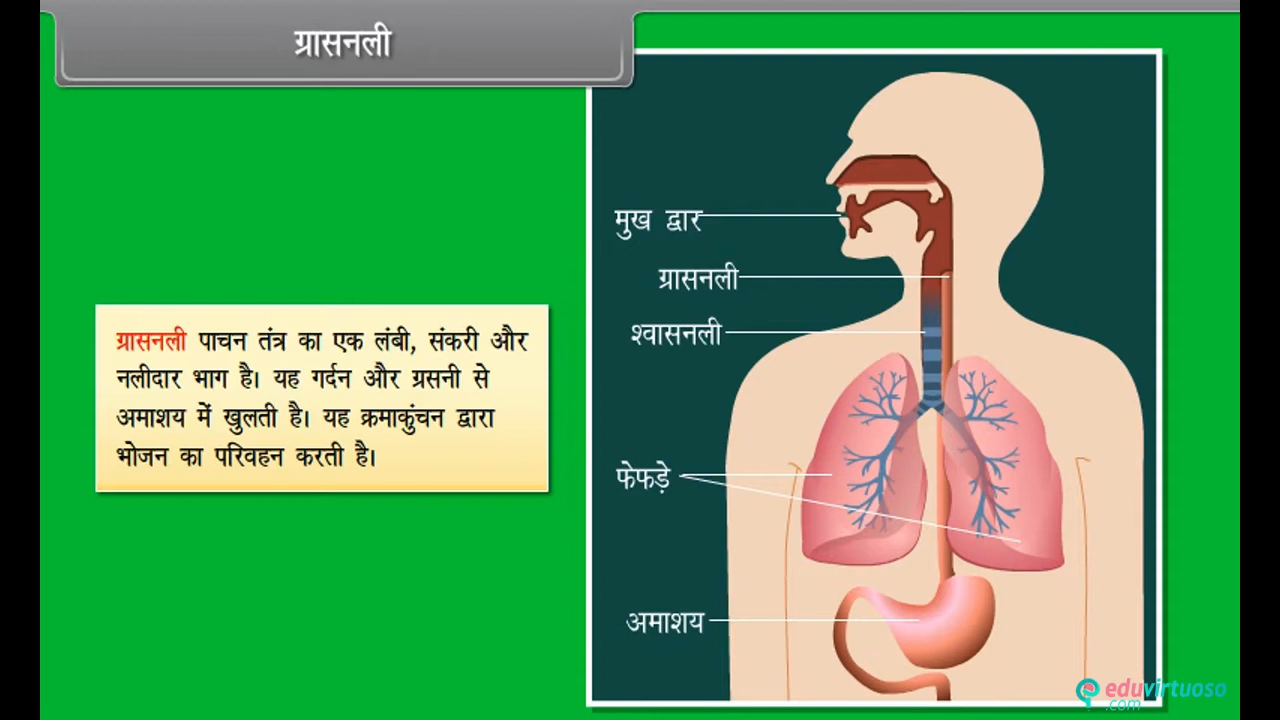 ग्रासनली
ग्रासनली पाचन तंत्र का एक लंबी, संकरी और
नलीदार भाग है। यह गर्दन और ग्रसनी से
अमाशय में खुलती है। यह क्रमाकुंचन द्वारा
भोजन का परिवहन करती है।
मुख द्वार
ग्रासनली
श्वासनली
फेफड़े
अमाशय
eduvirtuoso
.com